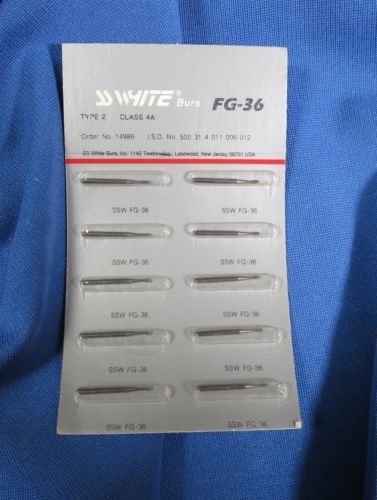 SS WHITE® Burs FG-36
TYPE 2 CLASS 4A
Order No. 14986 I.S.O. No. 500 31 4 011 006 012
SS White Burs, Inc. 1145 Towbin Ave., Lakewood, New Jersey 08701 USA
SSW FG-36 SSW FG-36
SSW FG-36 SSW FG-36
SSW FG-36 SSW FG-36
SSW FG-36 SSW FG-36
SSW FG-36 SSW FG-36